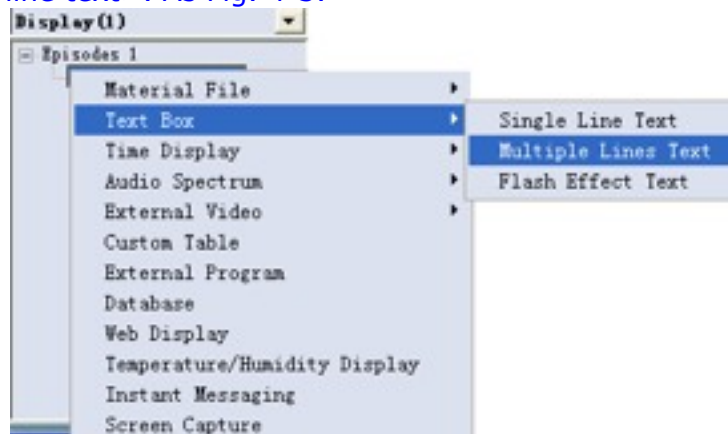 Display(1)
Episodes 1
Material File
Text Box
Time Display
Audio Spectrum
External Video
Custom Table
External Program
Database
Web Display
Temperature/Humidity Display
Instant Messaging
Screen Capture
Single Line Text
Multiple Lines Text
Flash Effect Text